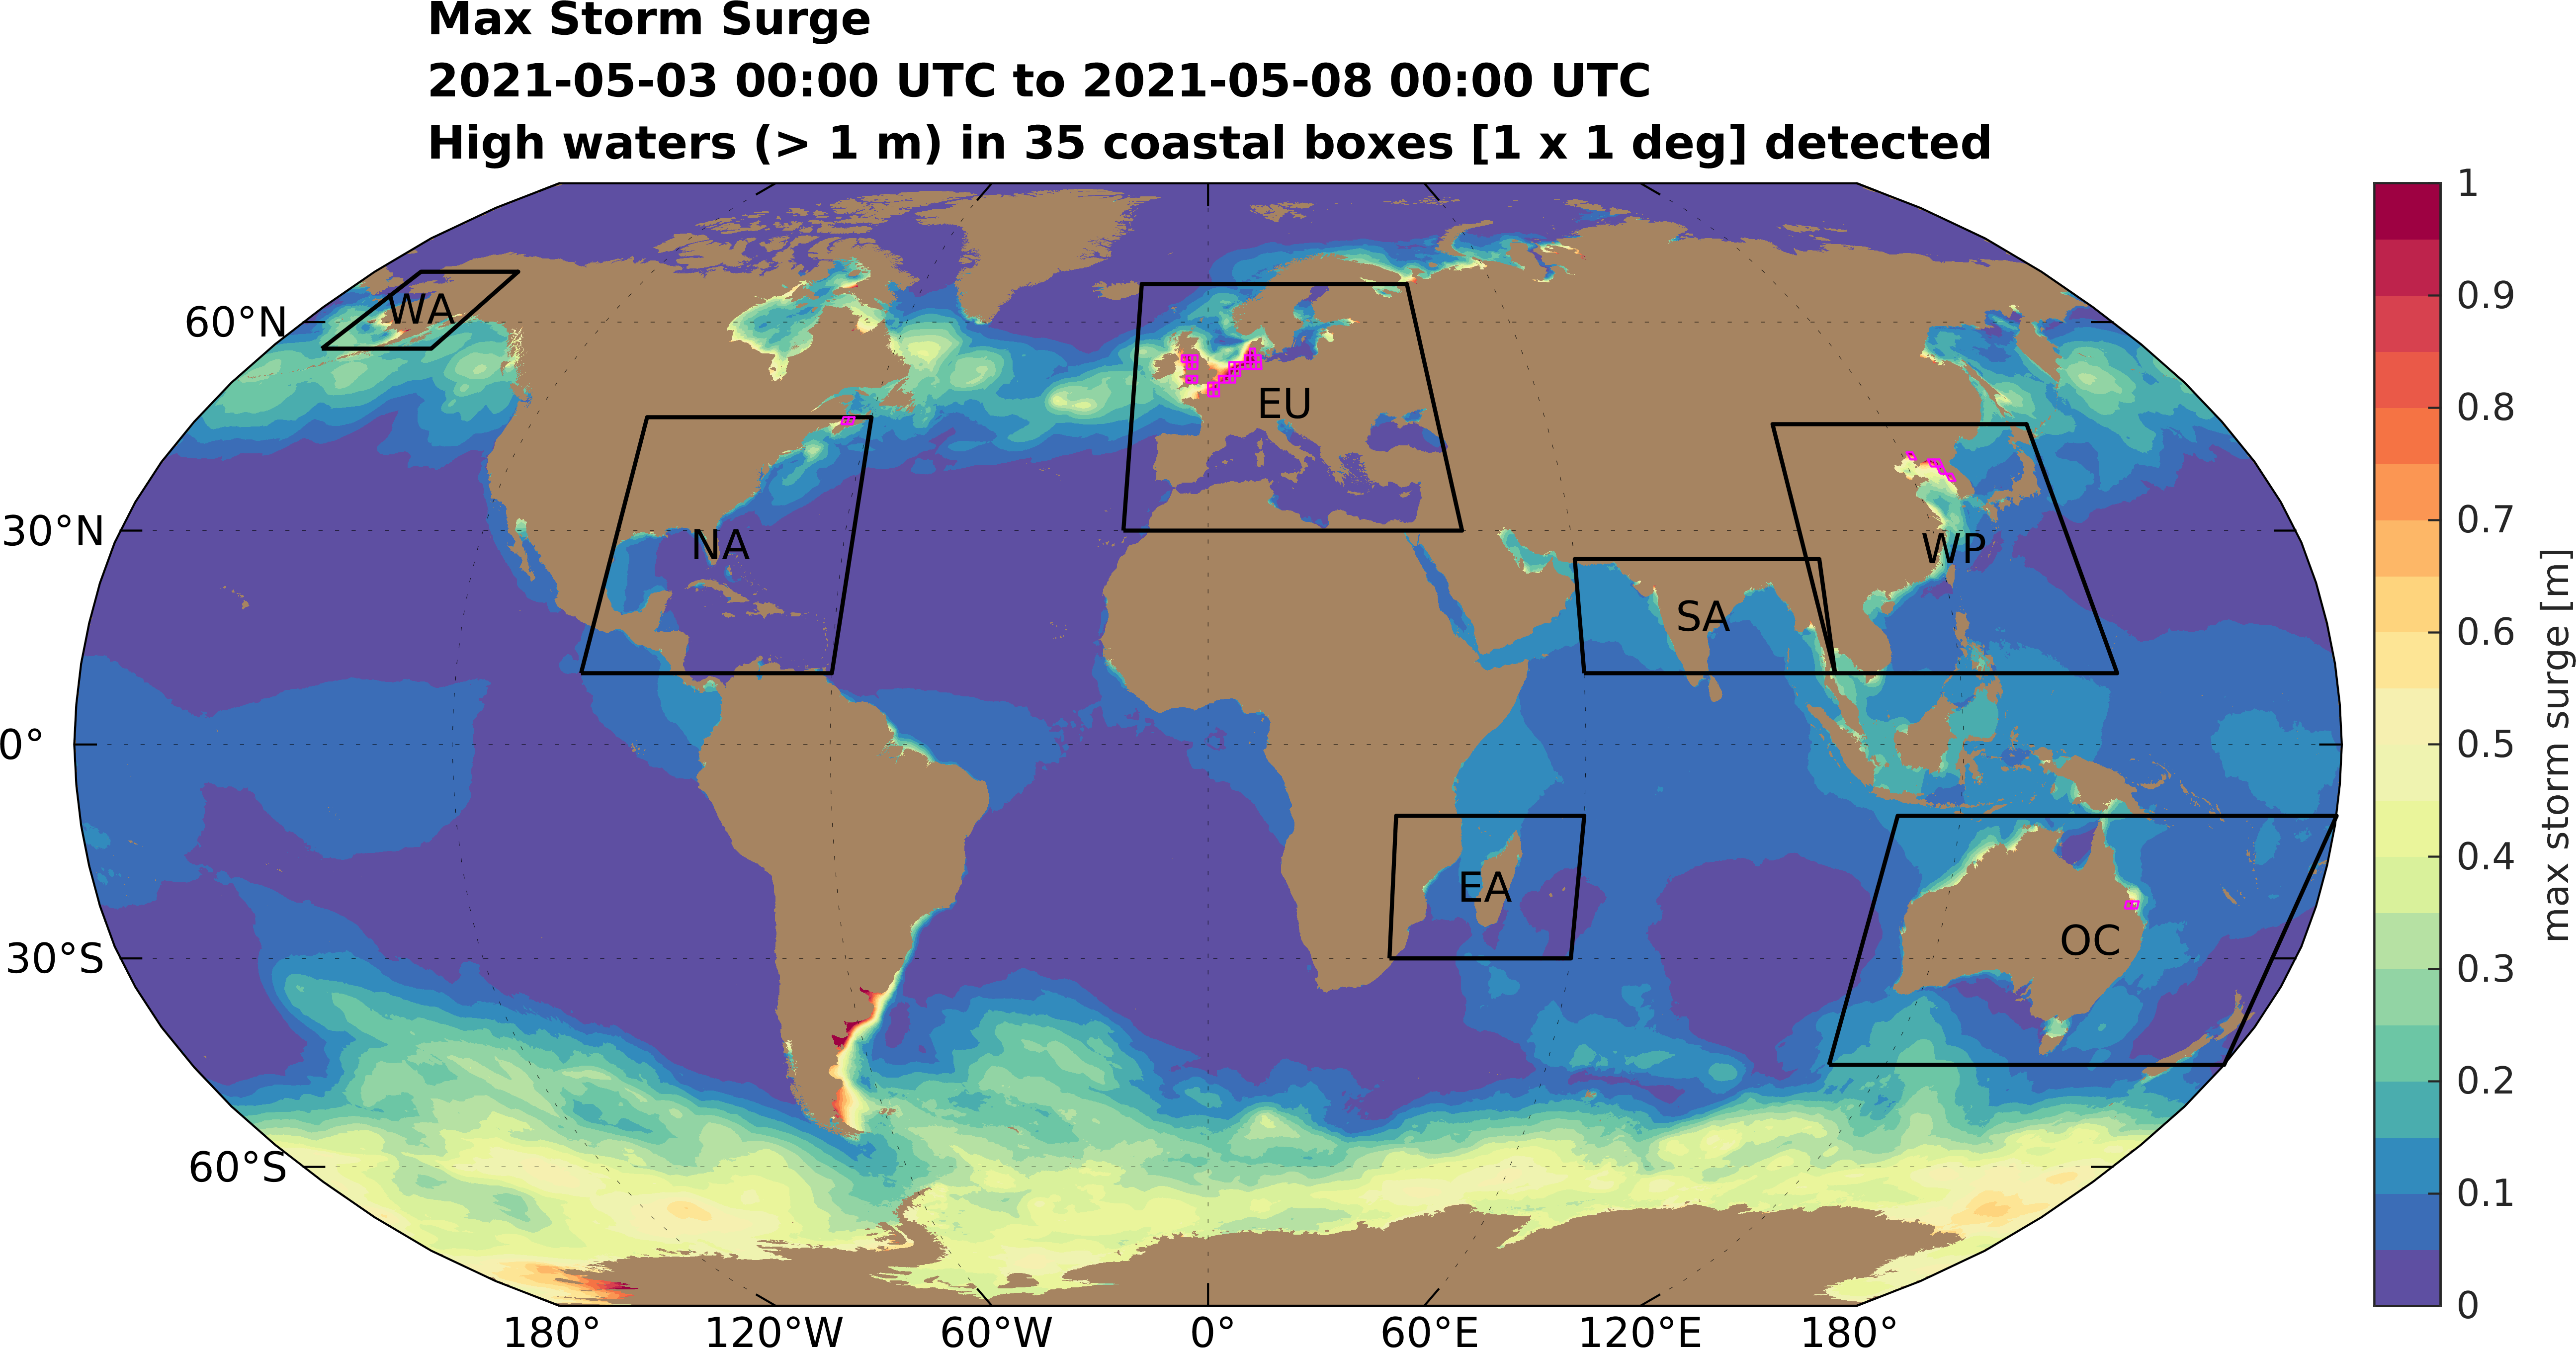 Max Storm Surge
2021-05-03 00:00 UTC to 2021-05-08 00:00 UTC
High waters (> 1 m) in 35 coastal boxes [1 x 1 deg] detected
60°N
30°N
0°
30°S
60°S
WA
NA
EU
SA
WP
EA
OC
180°
120°W
60°W
0°
60°E
120°E
180°
1
0.9
0.8
0.7
0.6
0.5
0.4
0.3
0.2
0.1
0
max storm surge [m]